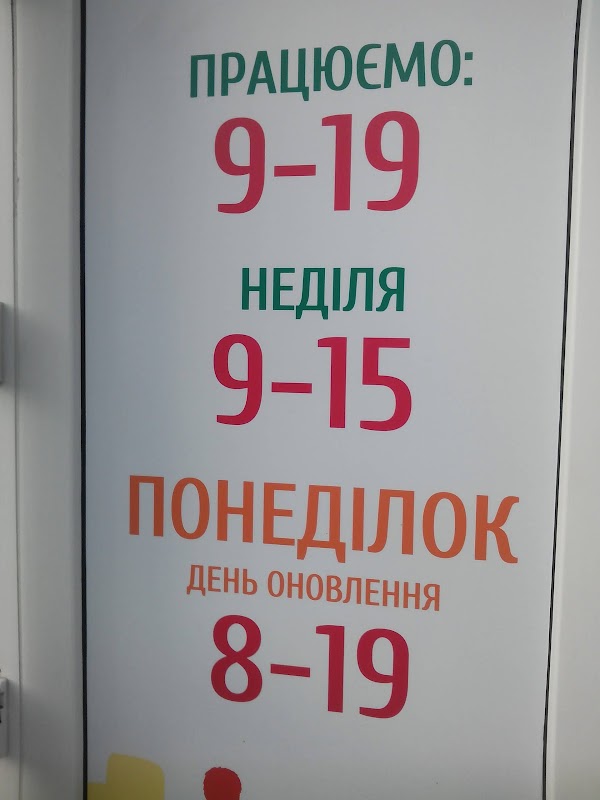 ПРАЦЮЄМО:
9-19
НЕДІЛЯ
9-15
ПОНЕДІЛОК
ДЕНЬ ОНОВЛЕННЯ
8-19